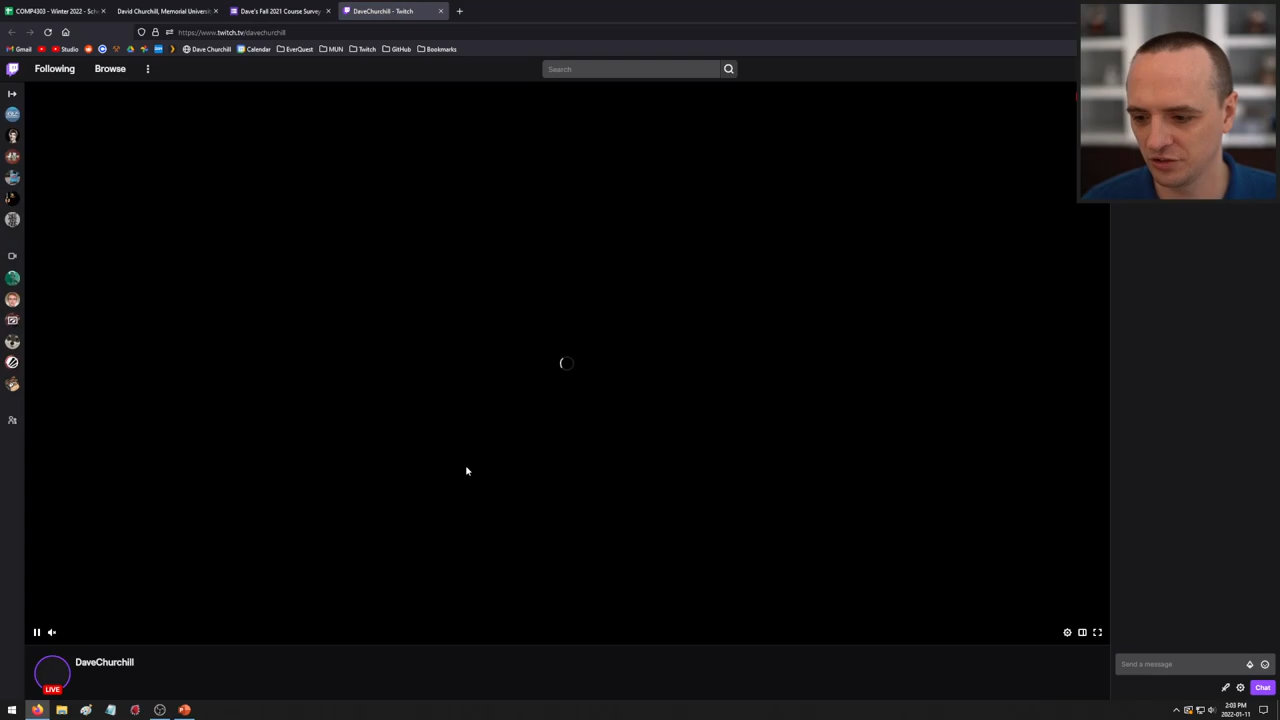 COMP4303 - Winter 2022 - Sche
David Churchill, Memorial Universi
Dave's Fall 2021 Course Survey
DaveChurchill - Twitch
https://www.twitch.tv/davechurchill
Gmail
Studio
Dave Churchill
Calendar
EverQuest
MUN
Twitch
GitHub
Bookmarks
Following
Browse
Search
DaveChurchill
LIVE
Send a message
Chat
2:03 PM
2022-01-11